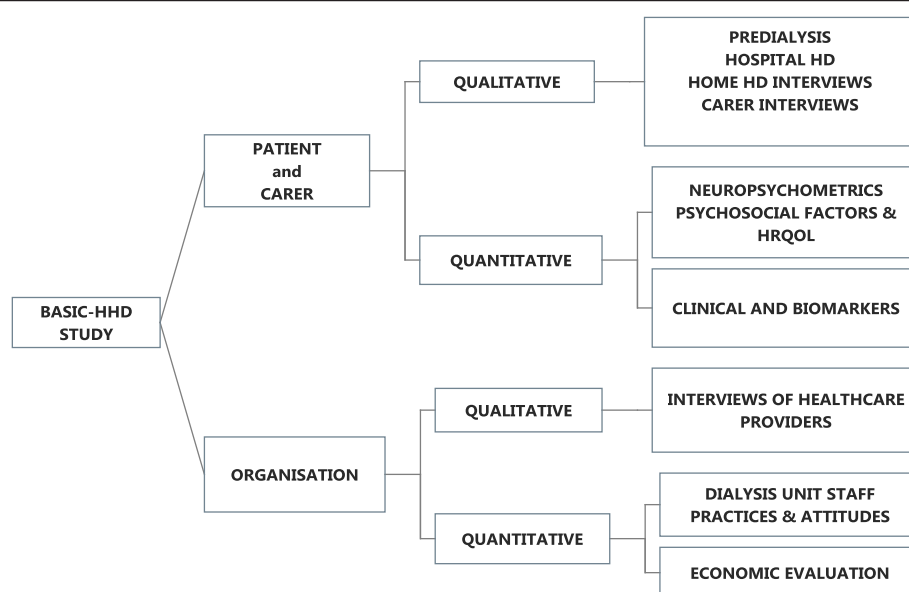 BASIC-HHD
STUDY
PATIENT
and
CARER
QUALITATIVE
PREDIALYSIS
HOSPITAL HD
HOME HD INTERVIEWS
CARER INTERVIEWS
QUANTITATIVE
NEUROPSYCHOMETRICS
PSYCHOSOCIAL FACTORS &
HRQOL
CLINICAL AND BIOMARKERS
ORGANISATION
QUALITATIVE
INTERVIEWS OF HEALTHCARE
PROVIDERS
QUANTITATIVE
DIALYSIS UNIT STAFF
PRACTICES & ATTITUDES
ECONOMIC EVALUATION